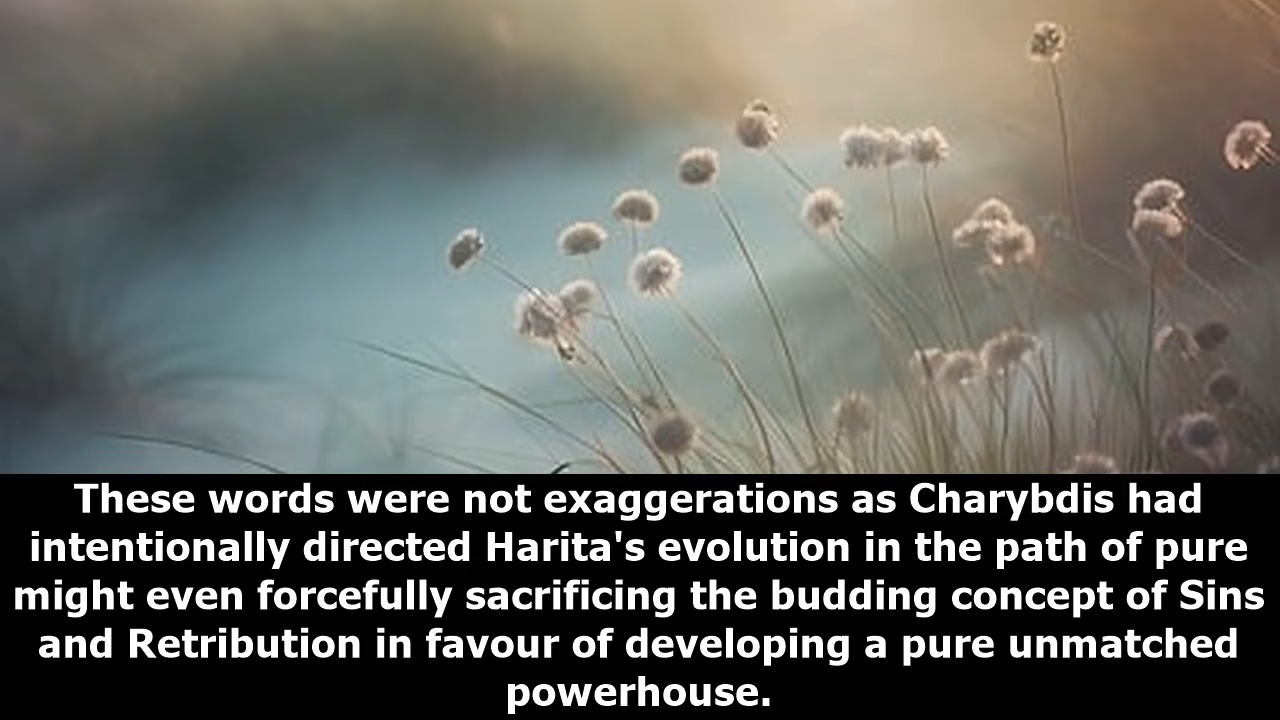 These words were not exaggerations as Charybdis had
intentionally directed Harita's evolution in the path of pure
might even forcefully sacrificing the budding concept of Sins
and Retribution in favour of developing a pure unmatched
powerhouse.